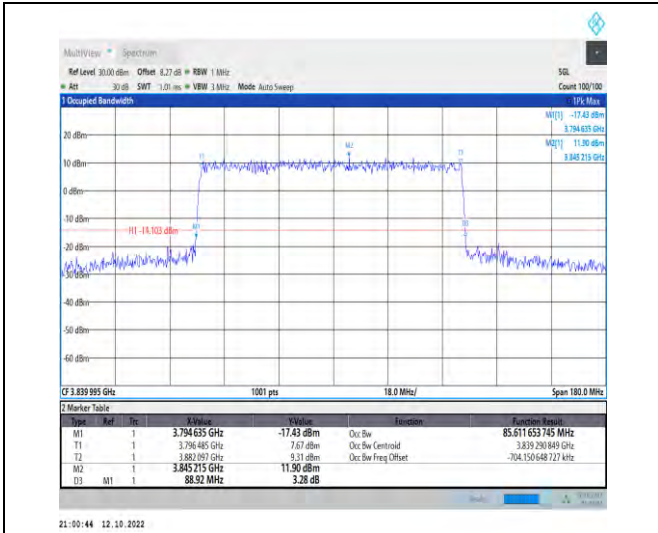 MultiView Spectrum
Ref Level 30.00 dBm Offset 8.27 dB RBW 1 MHz SGL
Att 30 dB SWT 1.01 ms VBW 3 MHz Mode Auto Sweep Count 100/100
1 Occupied Bandwidth 1Pk Max
M1[1] -17.43 dBm
3.794 635 GHz
M2[1] 11.90 dBm
3.845 215 GHz
20 dBm
10 dBm
0 dBm
-10 dBm
-20 dBm
-30 dBm
-50 dBm
-60 dBm
M2
T1
M1
CF 3.839 995 GHz 1001 pts 18.0 MHz/ Span 180.0 MHz
2 Marker Table
Type Ref Trc X-Value Y-Value Function Function Result
M1 1 3.794 635 GHz -17.43 dBm Occ Bw 85.611 653 745 MHz
T1 1 3.796 485 GHz 7.67 dBm Occ Bw Centroid 3.839 290 849 GHz
T2 1 3.882 097 GHz 9.31 dBm Occ Bw Freq Offset -704.150 648 727 kHz
M2 1 3.845 215 GHz 11.90 dBm
D3 M1 1 88.92 MHz 3.28 dB
21:00:44 12.10.2022